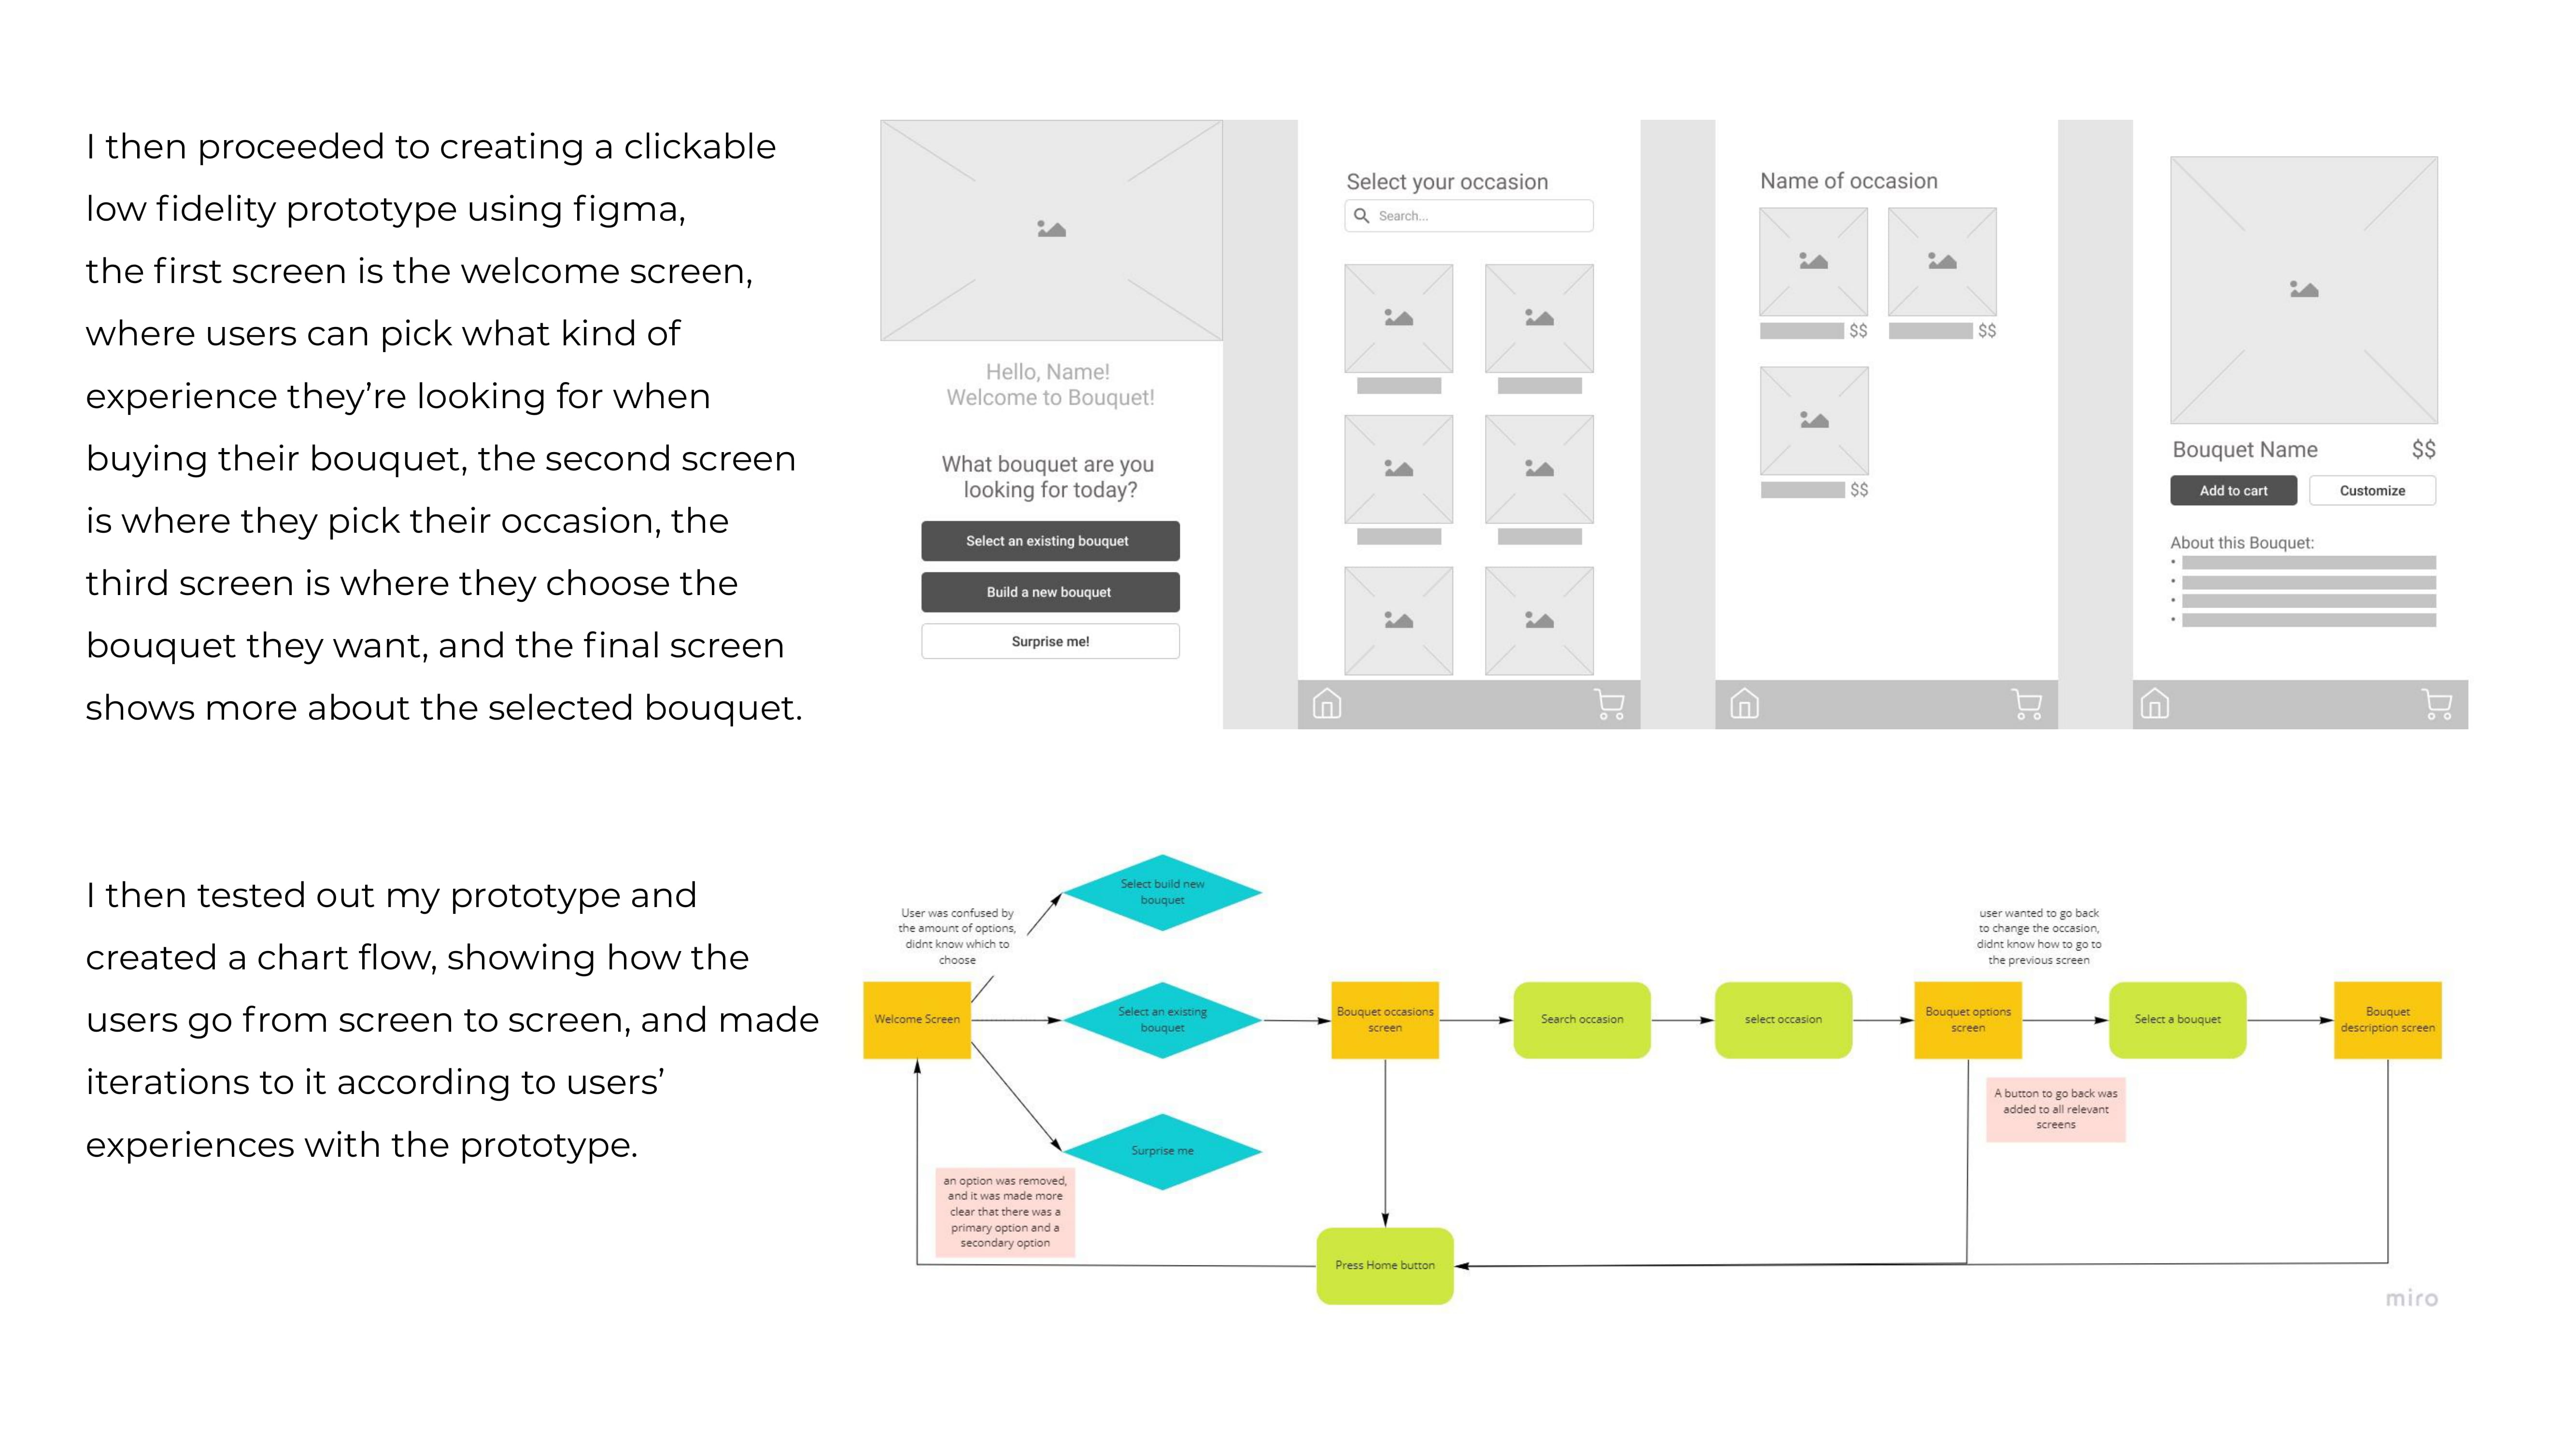 I then proceeded to creating a clickable
low fidelity prototype using figma,
the first screen is the welcome screen,
where users can pick what kind of
experience they’re looking for when
buying their bouquet, the second screen
is where they pick their occasion, the
third screen is where they choose the
bouquet they want, and the final screen
shows more about the selected bouquet.
Hello, Name!
Welcome to Bouquet!
What bouquet are you
looking for today?
Select an existing bouquet
Build a new bouquet
Surprise me!
Select your occasion
Search...
Name of occasion
$$
$$
$$
Bouquet Name $$
Add to cart
Customize
About this Bouquet:
I then tested out my prototype and
created a chart flow, showing how the
users go from screen to screen, and made
iterations to it according to users’
experiences with the prototype.
User was confused by
the amount of options,
didnt know which to
choose
Select build new
bouquet
Welcome Screen
Select an existing
bouquet
Surprise me
an option was removed,
and it was made more
clear that there was a
primary option and a
secondary option
Bouquet occasions
screen
Search occasion
select occasion
Bouquet options
screen
user wanted to go back
to change the occasion,
didnt know how to go to
the previous screen
Select a bouquet
Bouquet
description screen
A button to go back was
added to all relevant
screens
Press Home button
miro